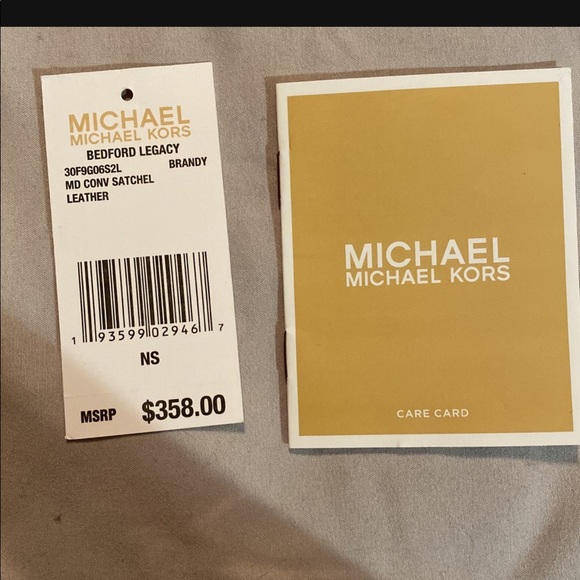 MICHAEL
MICHAEL KORS
BEDFORD LEGACY
30F9G06S2L BRANDY
MD CONV SATCHEL
LEATHER
1 93599 02946 7
NS
MSRP $358.00
MICHAEL
MICHAEL KORS
CARE CARD